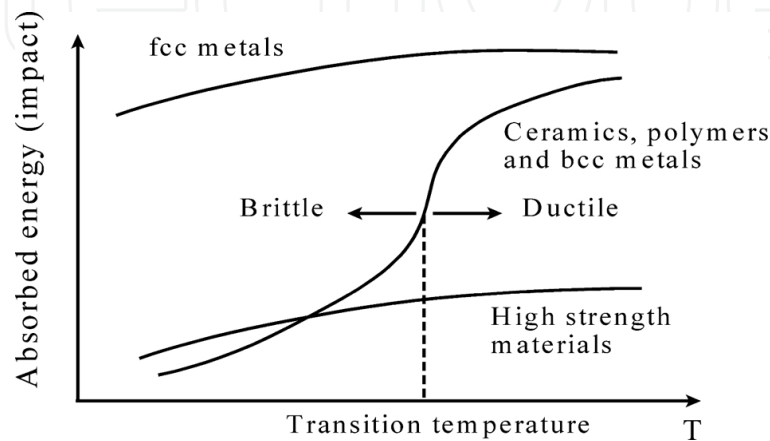 fcc metals
Absorbed energy (impact)
Ceramics, polymers
and bcc metals
Brittle
Ductile
High strength
materials
Transition temperature
T